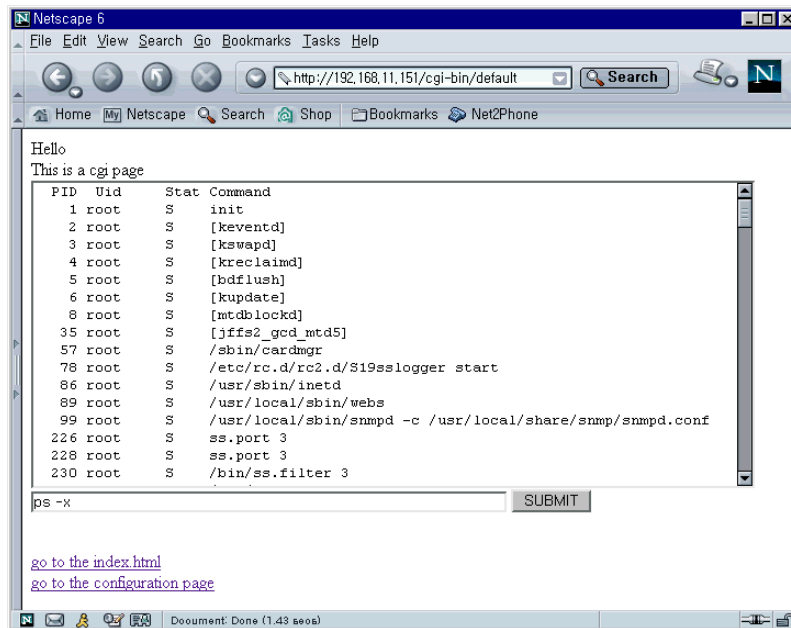 Netscape 6
File Edit View Search Go Bookmarks Tasks Help
http://192,168,11,151/cgi-bin/default Search N
Home My Netscape Search Shop Bookmarks Net2Phone
Hello
This is a cgi page
PID Uid Stat Command
1 root S init
2 root S [keventd]
3 root S [kswapd]
4 root S [kreclaimd]
5 root S [bdflush]
6 root S [kupdate]
8 root S [mtdblockd]
35 root S [jffs2_gcd_mtd5]
57 root S /sbin/cardmgr
78 root S /etc/rc.d/rc2.d/S19sslogger start
86 root S /usr/sbin/inetd
89 root S /usr/local/sbin/webs
99 root S /usr/local/sbin/snmpd -c /usr/local/share/snmp/snmpd.conf
226 root S ss.port 3
228 root S ss.port 3
230 root S /bin/ss.filter 3
ps -x SUBMIT
go to the index.html
go to the configuration page
Document: Done (1.43 secs)